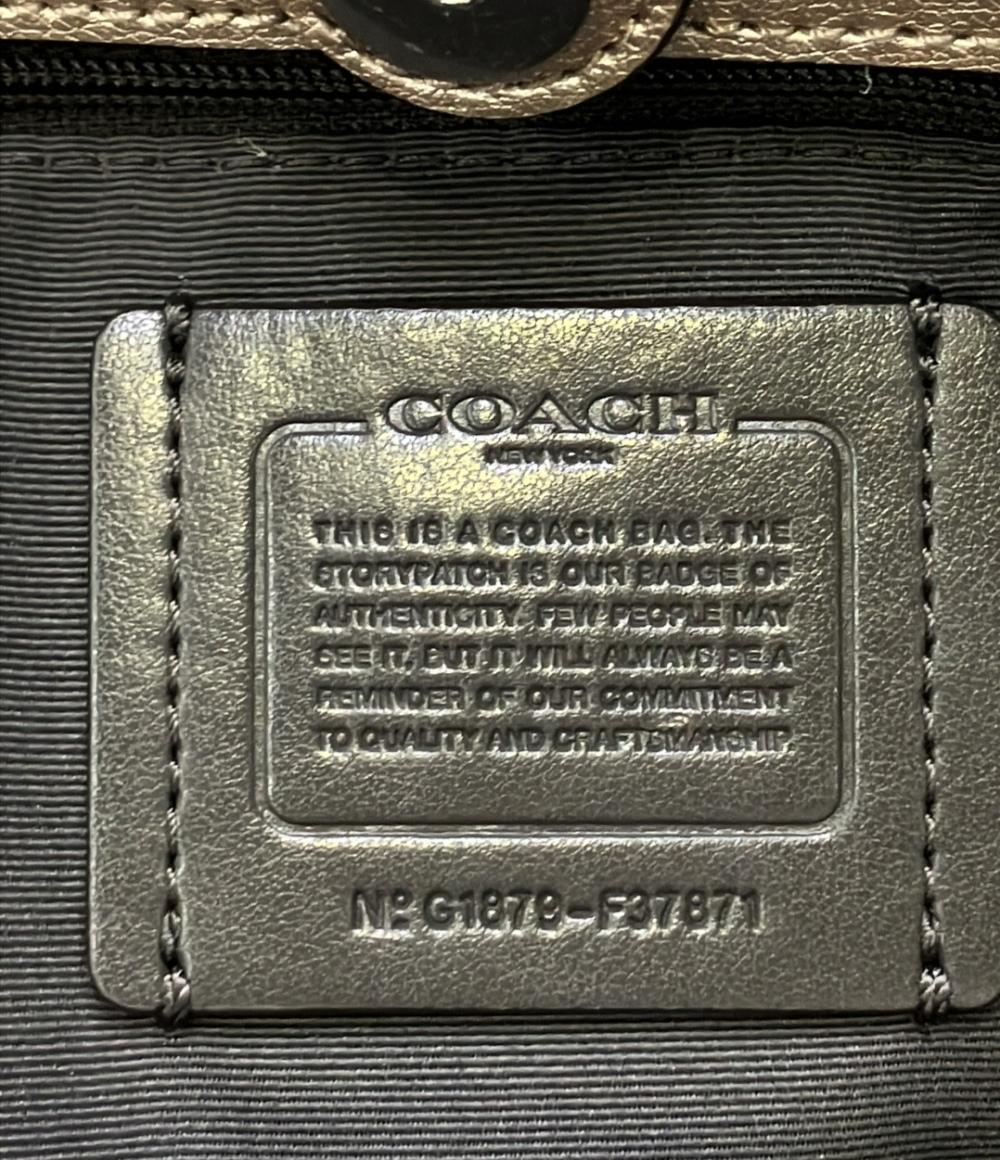 COACH
NEW YORK
THIS IS A COACH BAG. THE
STORYPATCH IS OUR BADGE OF
AUTHENTICITY. FEW PEOPLE MAY
SEE IT, BUT IT WILL ALWAYS BE A
REMINDER OF OUR COMMITMENT
TO QUALITY AND CRAFTSMANSHIP.
Nº G1879-F37871